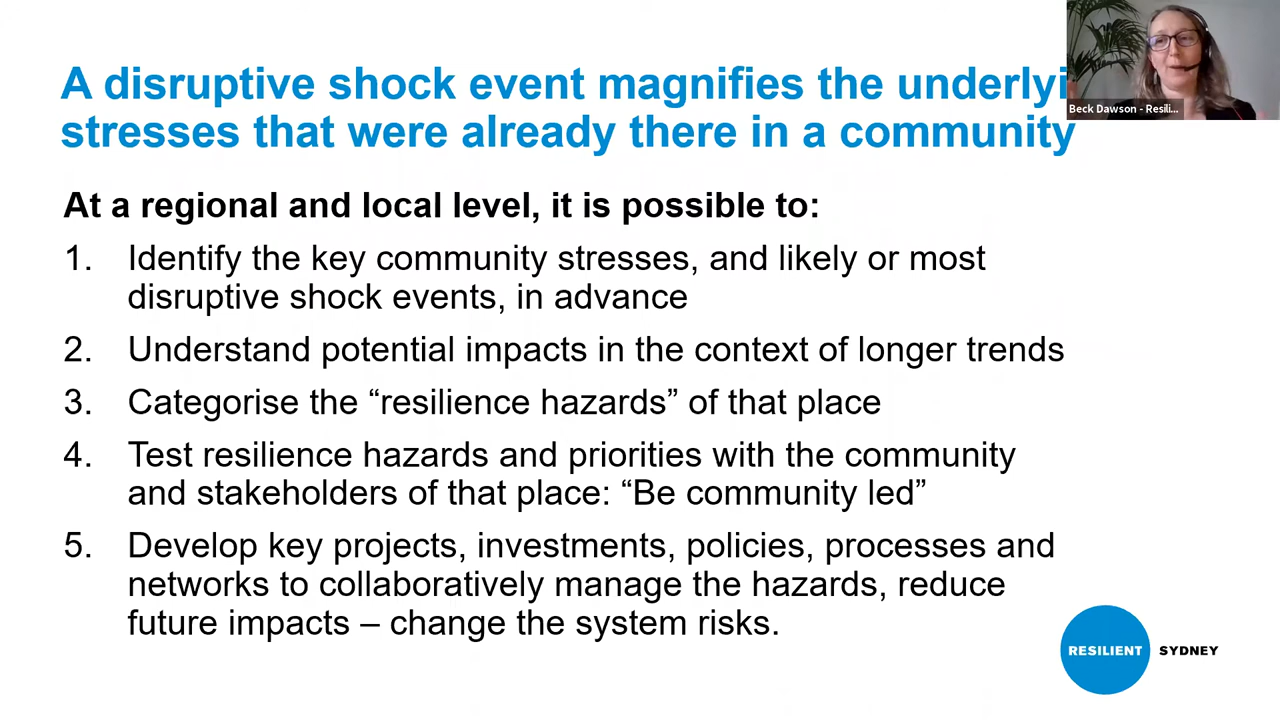 A disruptive shock event magnifies the underlyi
stresses that were already there in a community
Beck Dawson - Resili...
At a regional and local level, it is possible to:
1. Identify the key community stresses, and likely or most
disruptive shock events, in advance
2. Understand potential impacts in the context of longer trends
3. Categorise the “resilience hazards” of that place
4. Test resilience hazards and priorities with the community
and stakeholders of that place: “Be community led”
5. Develop key projects, investments, policies, processes and
networks to collaboratively manage the hazards, reduce
future impacts – change the system risks.
RESILIENT SYDNEY